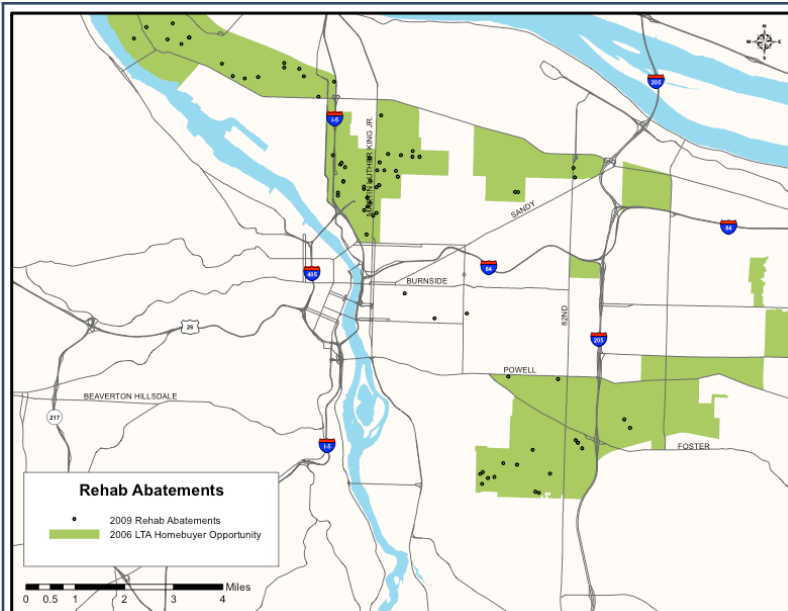 N
W E
S
205
I-5
MARTIN LUTHER KING JR.
SANDY
84
405
84
BURNSIDE
82ND
26
205
POWELL
BEAVERTON HILLSDALE
217
I-5
FOSTER
Rehab Abatements
2009 Rehab Abatements
2006 LTA Homebuyer Opportunity
Miles
0 0.5 1 2 3 4